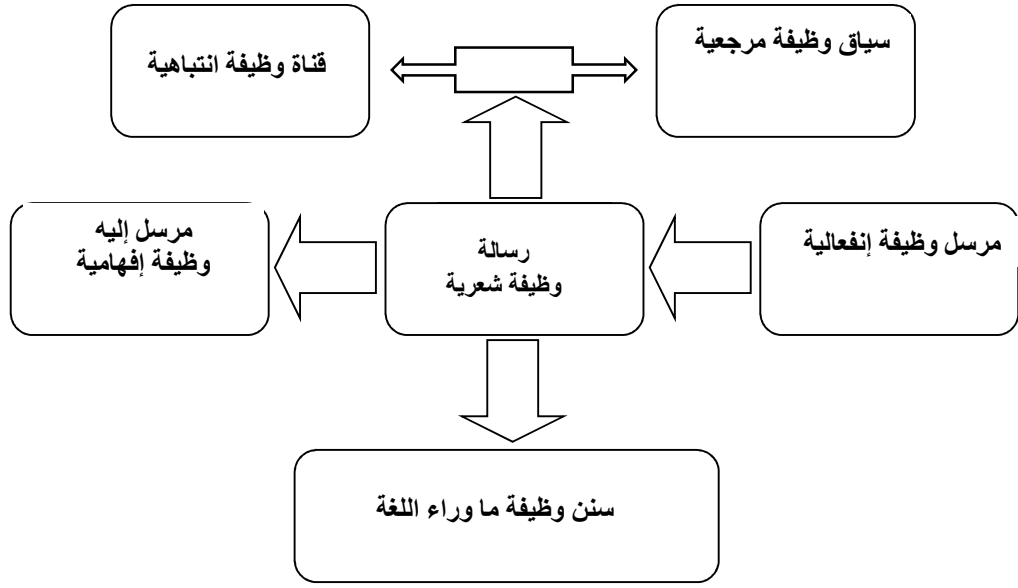 سياق وظيفة مرجعية
قناة وظيفة انتباهية
مرسل وظيفة إنفعالية
رسالة
وظيفة شعرية
مرسل إليه
وظيفة إفهامية
سنن وظيفة ما وراء اللغة